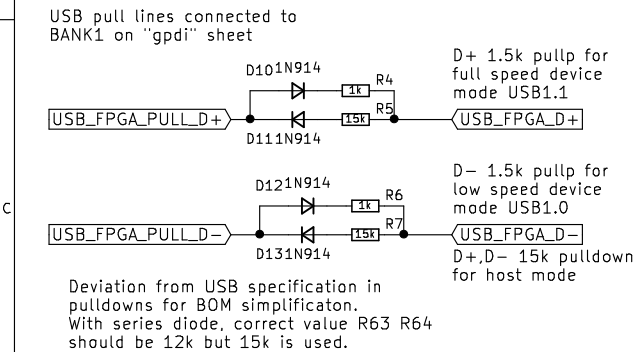 USB pull lines connected to
BANK1 on "gpdi" sheet
D+ 1.5k pullp for
full speed device
mode USB1.1
D10 1N914
R4
1k
R5
15k
USB_FPGA_PULL_D+
USB_FPGA_D+
D11 1N914
D- 1.5k pullp for
low speed device
mode USB1.0
D12 1N914
R6
1k
R7
15k
C
USB_FPGA_PULL_D-
USB_FPGA_D-
D13 1N914
D+,D- 15k pulldown
for host mode
Deviation from USB specification in
pulldowns for BOM simplificaton.
With series diode, correct value R63 R64
should be 12k but 15k is used.